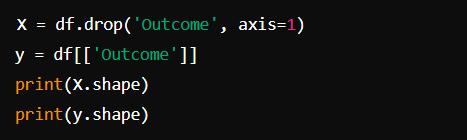 X = df.drop('Outcome', axis=1)
y = df[['Outcome']]
print(X.shape)
print(y.shape)